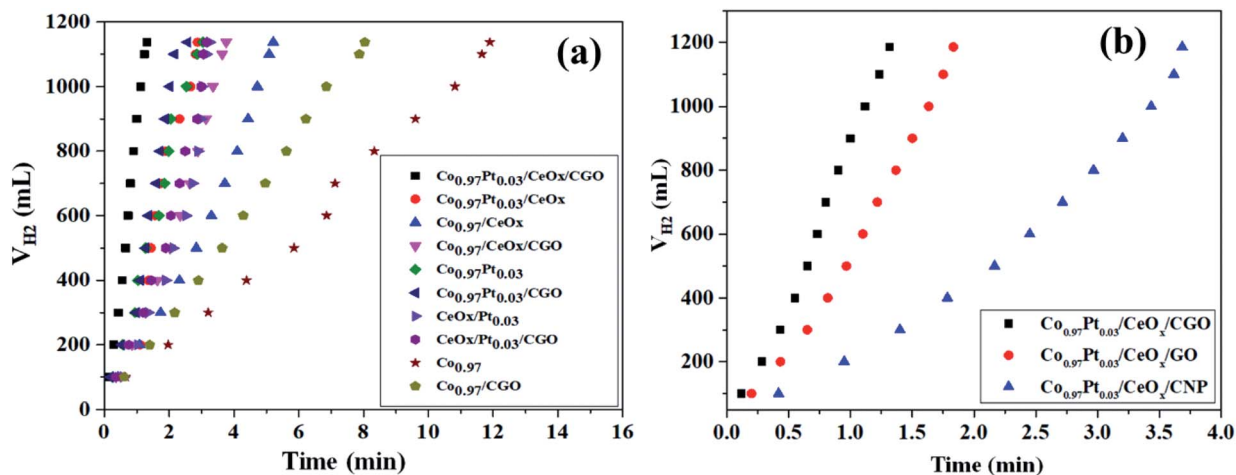 (a)
V_H2 (mL)
1200
1000
800
600
400
200
0
Co0.97Pt0.03/CeOx/CGO
Co0.97Pt0.03/CeOx
Co0.97/CeOx
Co0.97/CeOx/CGO
Co0.97Pt0.03
Co0.97Pt0.03/CGO
CeOx/Pt0.03
CeOx/Pt0.03/CGO
Co0.97
Co0.97/CGO
0 2 4 6 8 10 12 14 16
Time (min)
(b)
V_H2 (mL)
1200
1000
800
600
400
200
Co0.97Pt0.03/CeOx/CGO
Co0.97Pt0.03/CeOx/GO
Co0.97Pt0.03/CeOx/CNP
0.0 0.5 1.0 1.5 2.0 2.5 3.0 3.5 4.0
Time (min)